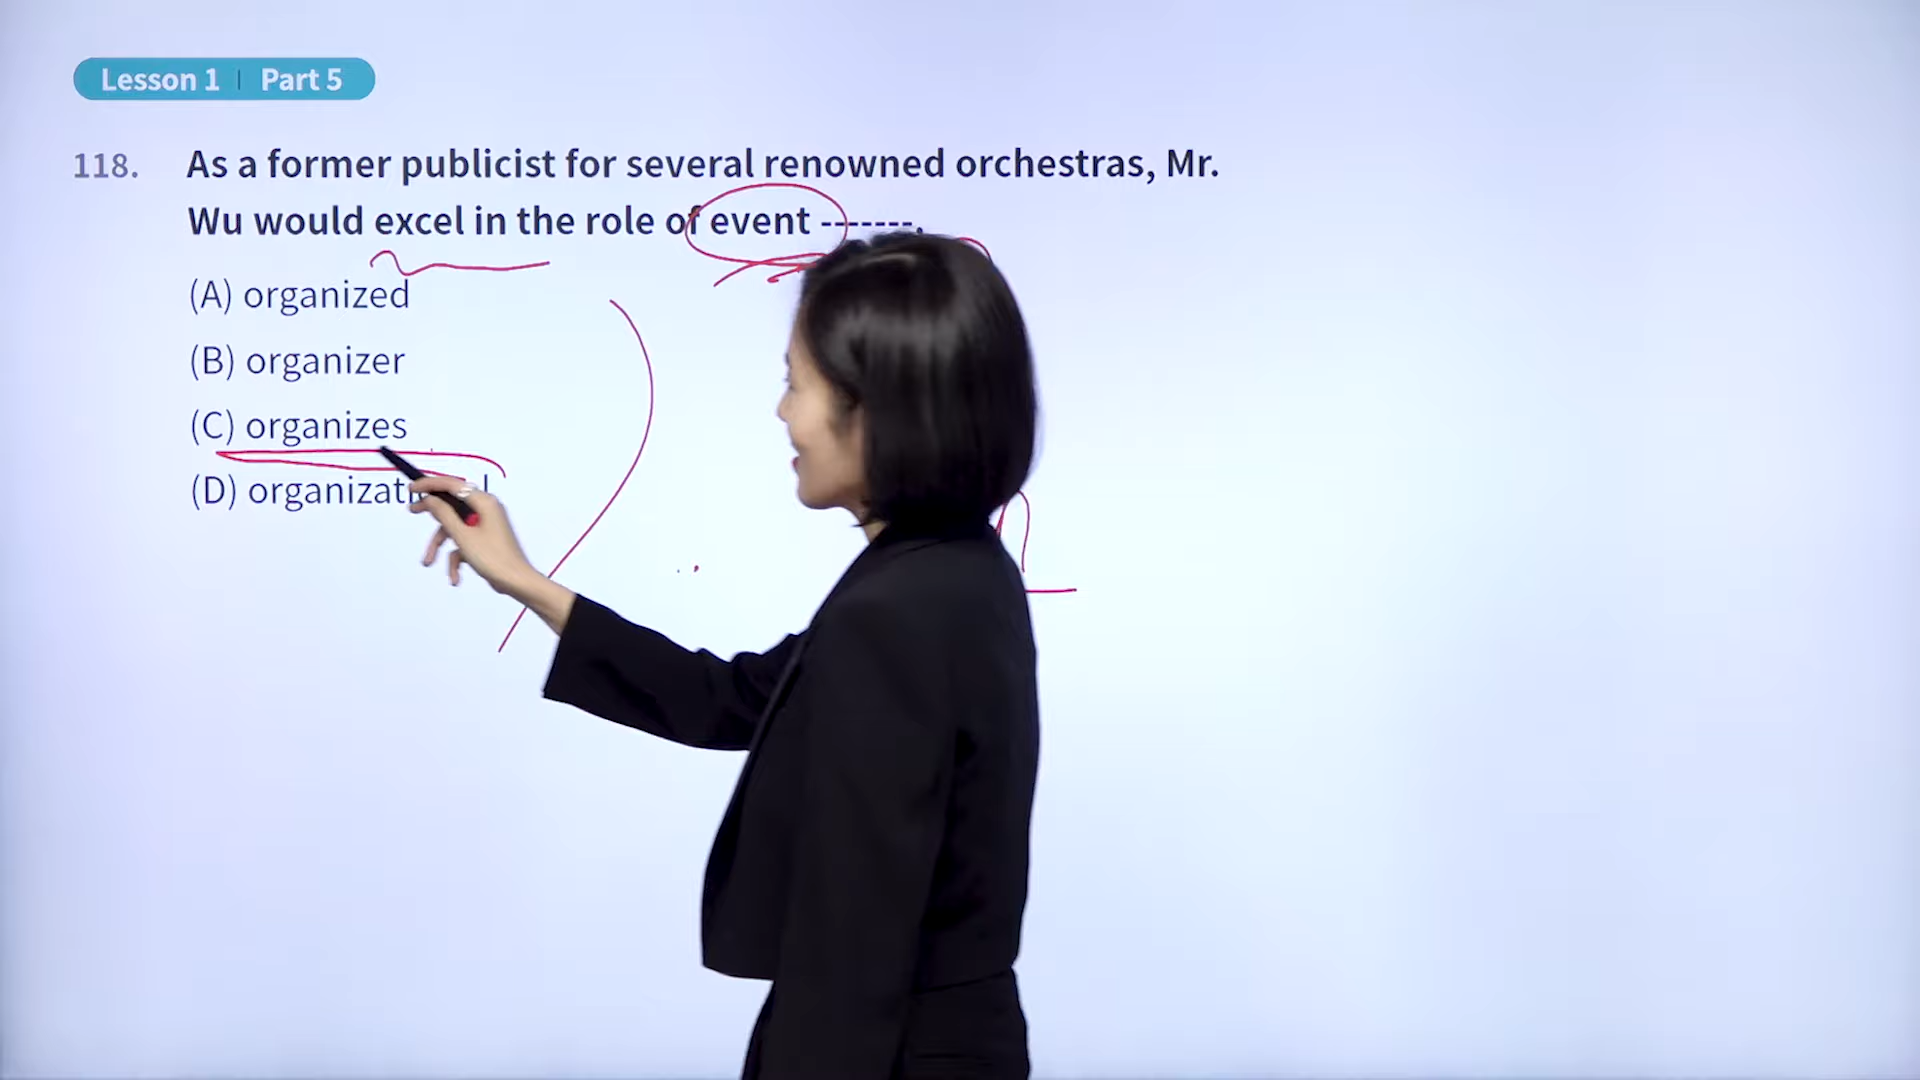 Lesson 1 | Part 5
118. As a former publicist for several renowned orchestras, Mr.
Wu would excel in the role of event -------.
(A) organized
(B) organizer
(C) organizes
(D) organizational